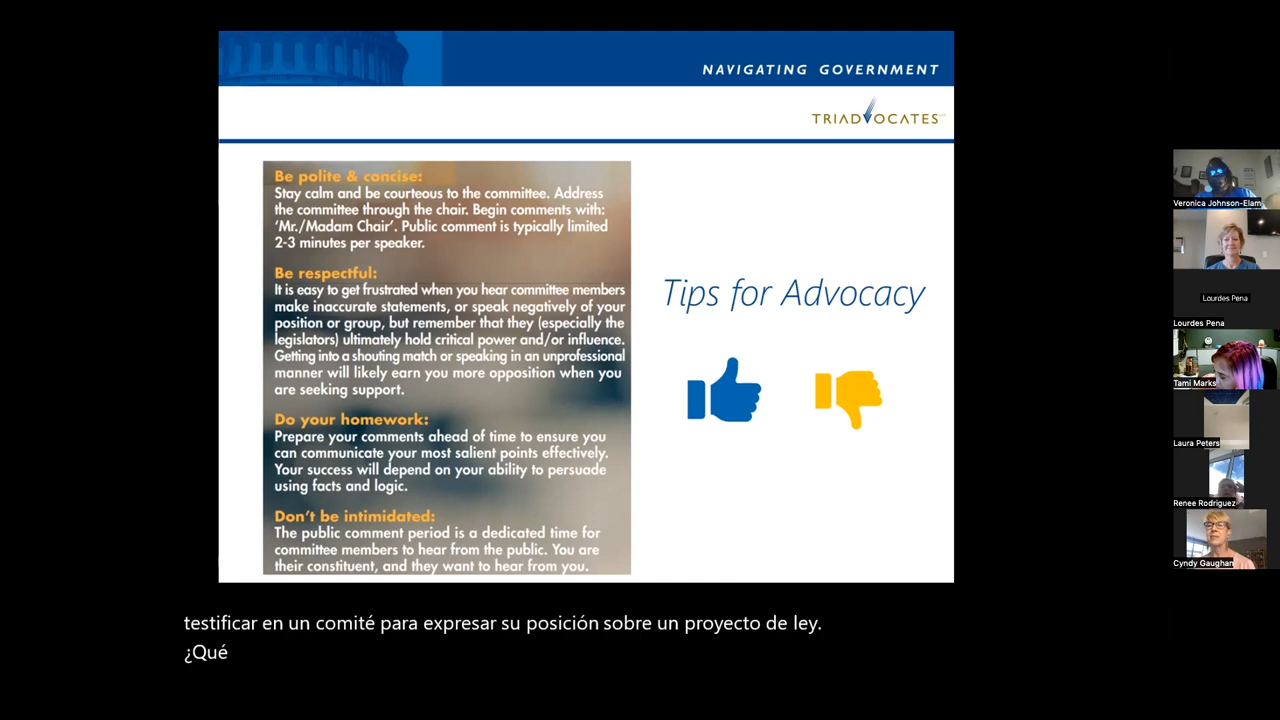 NAVIGATING GOVERNMENT
TRIADVOCATES
Be polite & concise:
Stay calm and be courteous to the committee. Address
the committee through the chair. Begin comments with:
‘Mr./Madam Chair’. Public comment is typically limited
2-3 minutes per speaker.
Be respectful:
It is easy to get frustrated when you hear committee members
make inaccurate statements, or speak negatively of your
position or group, but remember that they (especially the
legislators) ultimately hold critical power and/or influence.
Getting into a shouting match or speaking in an unprofessional
manner will likely earn you more opposition when you
are seeking support.
Do your homework:
Prepare your comments ahead of time to ensure you
can communicate your most salient points effectively.
Your success will depend on your ability to persuade
using facts and logic.
Don’t be intimidated:
The public comment period is a dedicated time for
committee members to hear from the public. You are
their constituent, and they want to hear from you.
Tips for Advocacy
Veronica Johnson-Elam
Lourdes Pena
Lourdes Pena
Tami Marks
Laura Peters
Renee Rodriguez
Cyndy Gaughan
testificar en un comité para expresar su posición sobre un proyecto de ley.
¿Qué